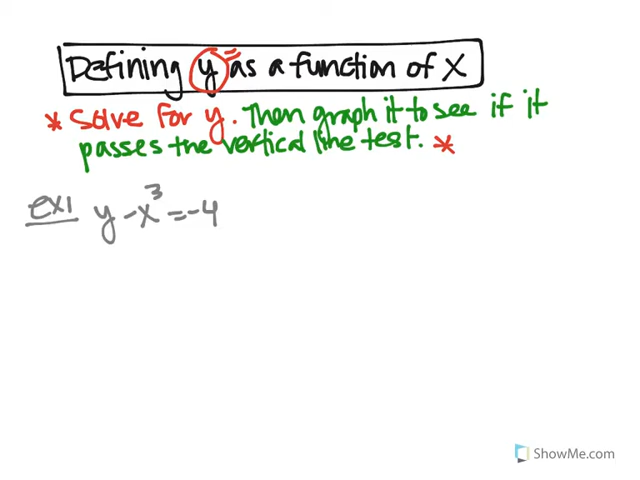 Defining y = as a function of x
* Solve for y. Then graph it to see if it
passes the vertical line test. *
ex1 y - x³ = -4
ShowMe.com